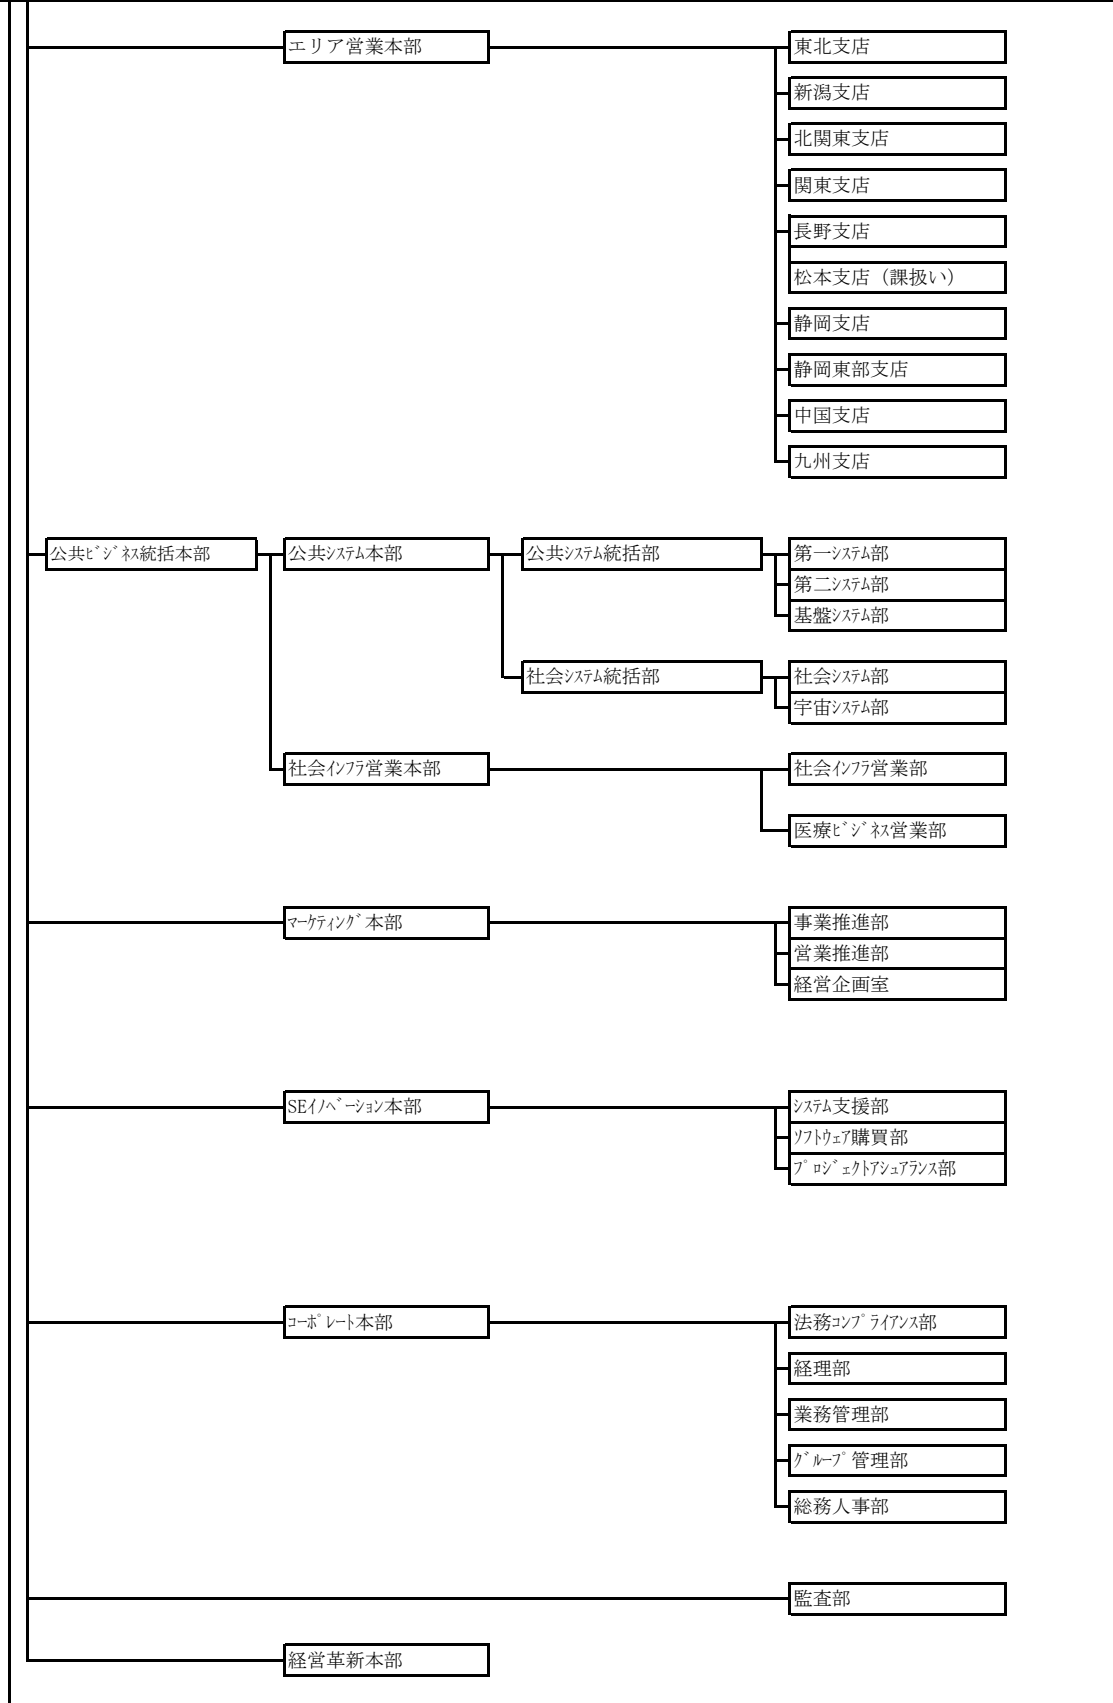 エリア営業本部
東北支店
新潟支店
北関東支店
関東支店
長野支店
松本支店（課扱い）
静岡支店
静岡東部支店
中国支店
九州支店
公共ﾋﾞｼﾞﾈｽ統括本部
公共ｼｽﾃﾑ本部
公共ｼｽﾃﾑ統括部
第一ｼｽﾃﾑ部
第二ｼｽﾃﾑ部
基盤ｼｽﾃﾑ部
社会ｼｽﾃﾑ統括部
社会ｼｽﾃﾑ部
宇宙ｼｽﾃﾑ部
社会ｲﾝﾌﾗ営業本部
社会ｲﾝﾌﾗ営業部
医療ﾋﾞｼﾞﾈｽ営業部
ﾏｰｹﾃｨﾝｸﾞ本部
事業推進部
営業推進部
経営企画室
SEｲﾉﾍﾞｰｼｮﾝ本部
ｼｽﾃﾑ支援部
ｿﾌﾄｳｪｱ購買部
ﾌﾟﾛｼﾞｪｸﾄｱｼｭｱﾗﾝｽ部
ｺｰﾎﾟﾚｰﾄ本部
法務ｺﾝﾌﾟﾗｲｱﾝｽ部
経理部
業務管理部
ｸﾞﾙｰﾌﾟ管理部
総務人事部
監査部
経営革新本部